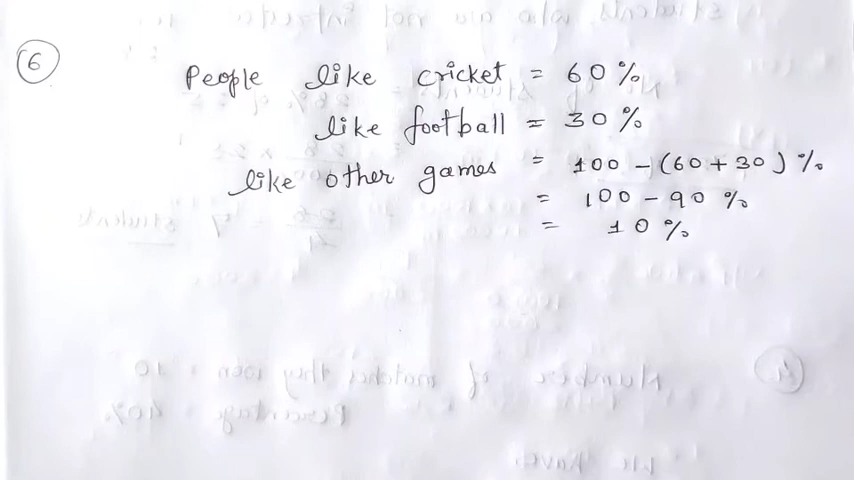 6
People like cricket = 60%
like football = 30%
like other games = 100 - (60 + 30) %
= 100 - 90 %
= 10 %